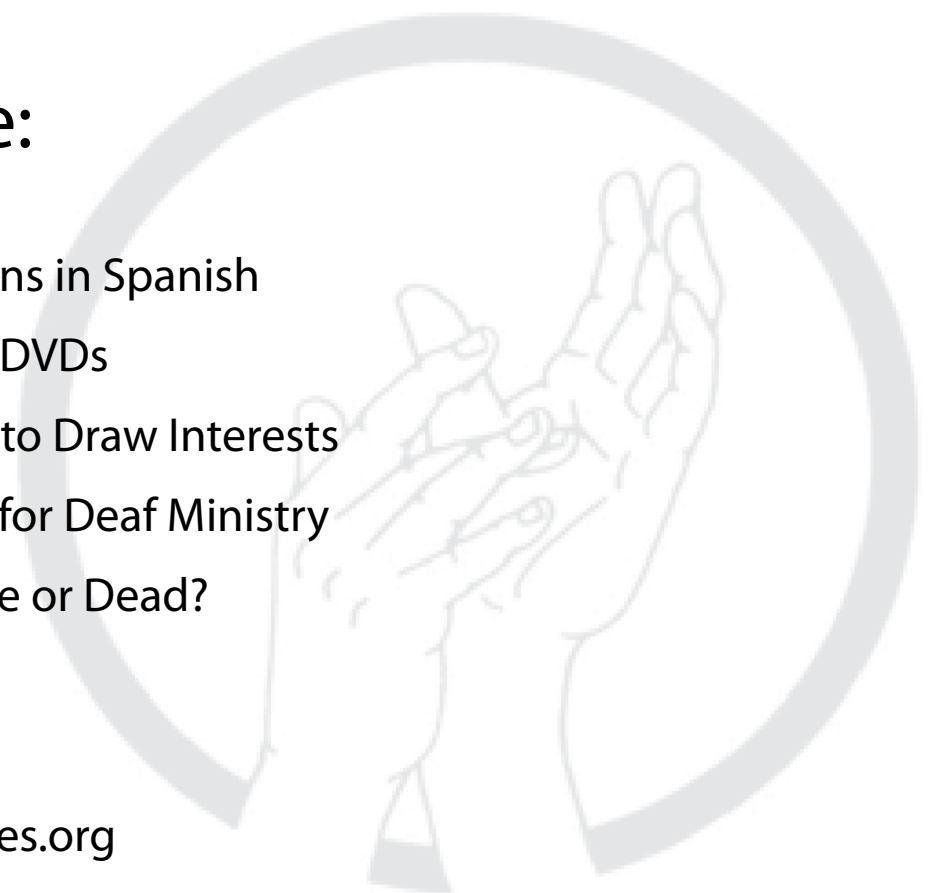 e:
ns in Spanish
DVDs
to Draw Interests
for Deaf Ministry
e or Dead?
es.org